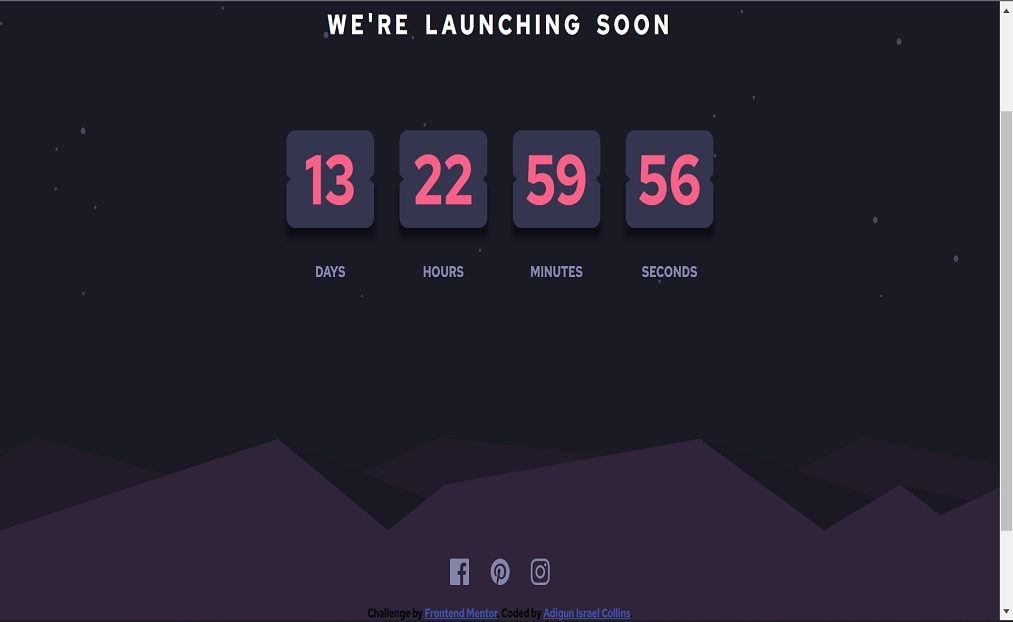 WE'RE LAUNCHING SOON
13 22 59 56
DAYS HOURS MINUTES SECONDS
Challenge by Frontend Mentor. Coded by Adigun Israel Collins.